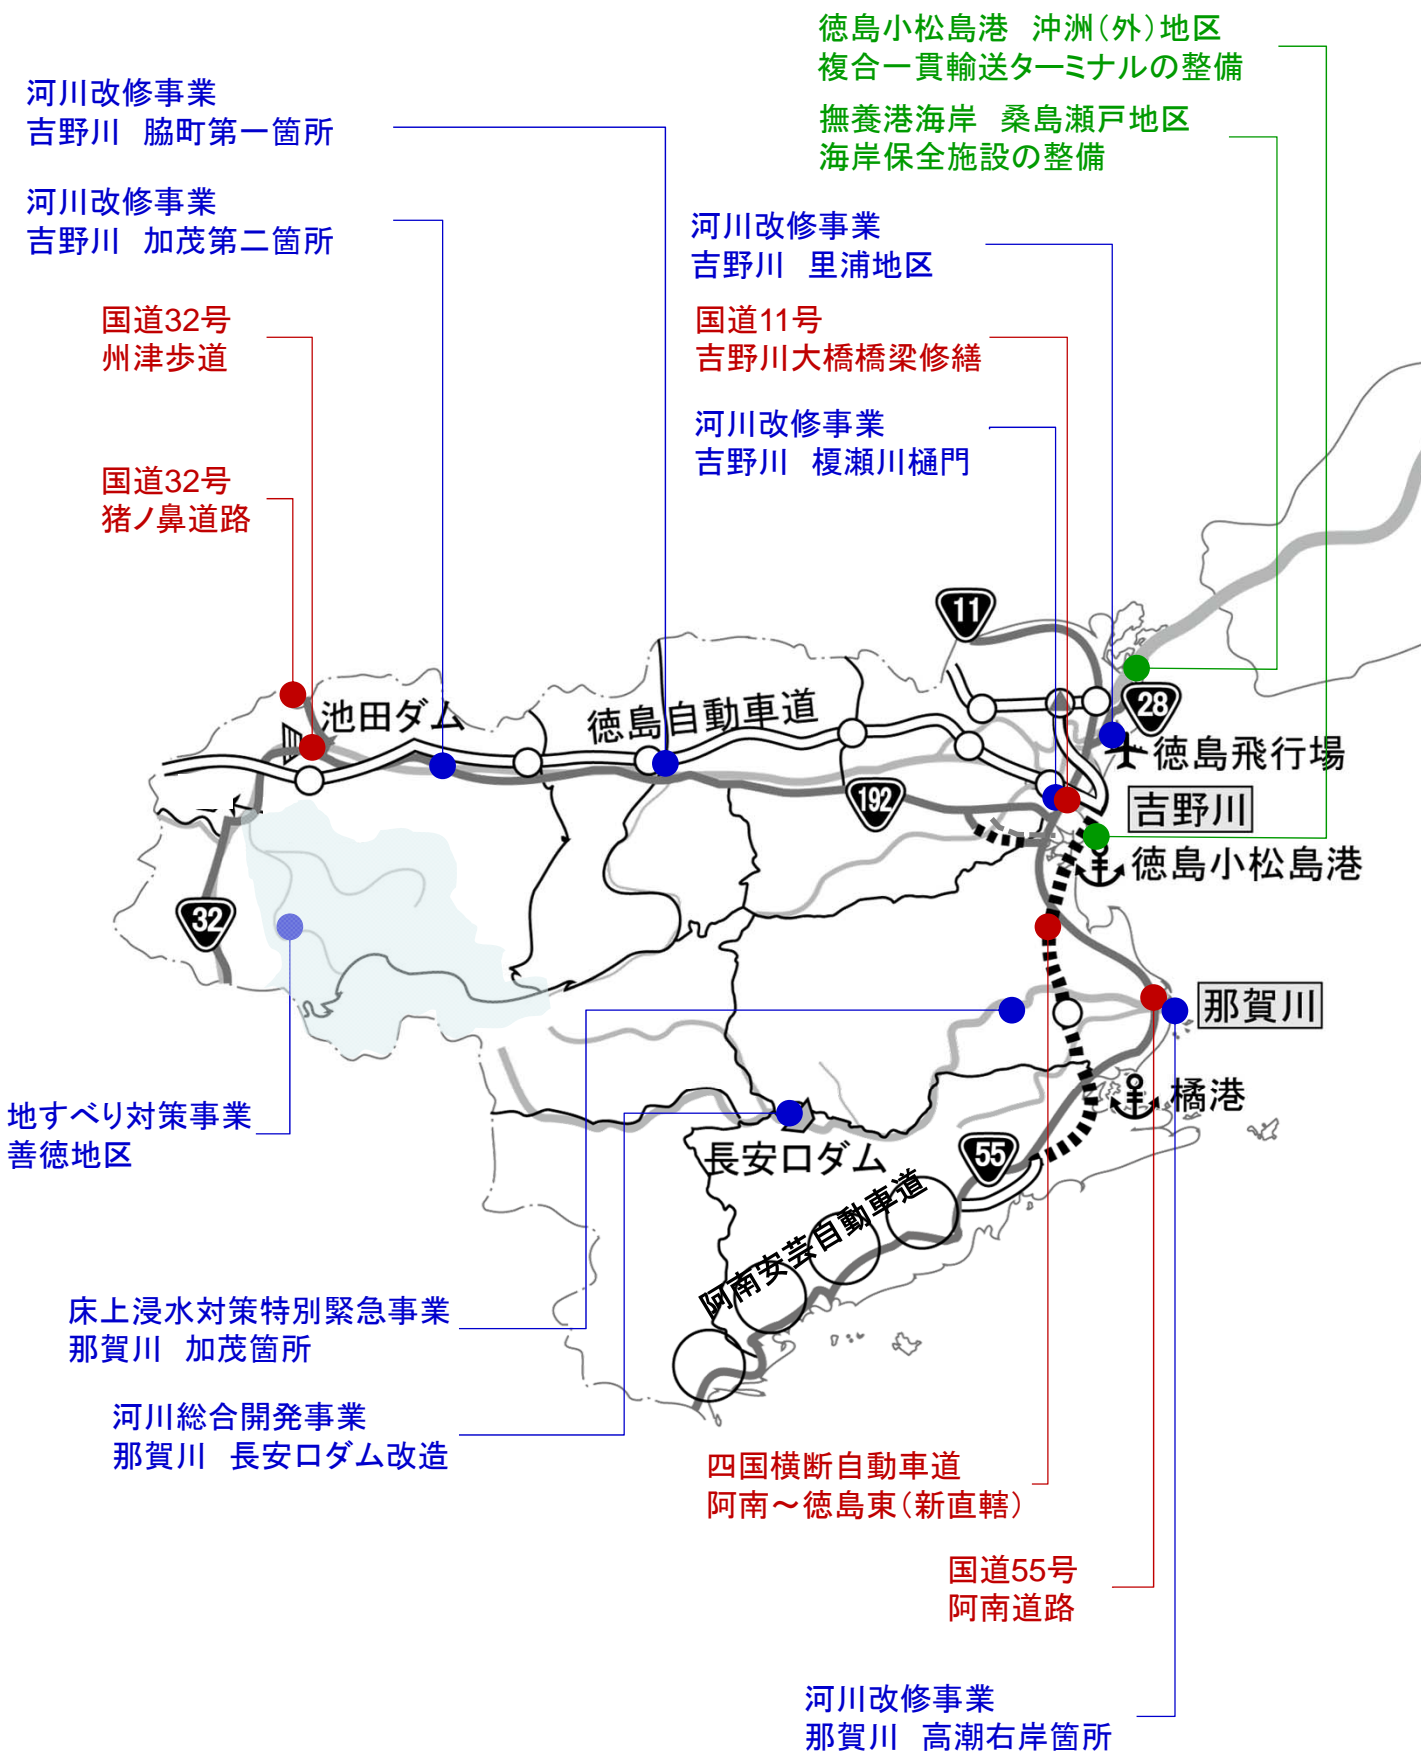 徳島小松島港　沖洲（外）地区
複合一貫輸送ターミナルの整備
河川改修事業
吉野川　脇町第一箇所
撫養港海岸　桑島瀬戸地区
海岸保全施設の整備
河川改修事業
吉野川　加茂第二箇所
河川改修事業
吉野川　里浦地区
国道32号
州津歩道
国道11号
吉野川大橋橋梁修繕
河川改修事業
吉野川　榎瀬川樋門
国道32号
猪ノ鼻道路
11
28
池田ダム
徳島自動車道
徳島飛行場
192
吉野川
徳島小松島港
32
那賀川
橘港
地すべり対策事業
善徳地区
長安口ダム
55
阿南安芸自動車道
床上浸水対策特別緊急事業
那賀川　加茂箇所
河川総合開発事業
那賀川　長安口ダム改造
四国横断自動車道
阿南～徳島東（新直轄）
国道55号
阿南道路
河川改修事業
那賀川　高潮右岸箇所